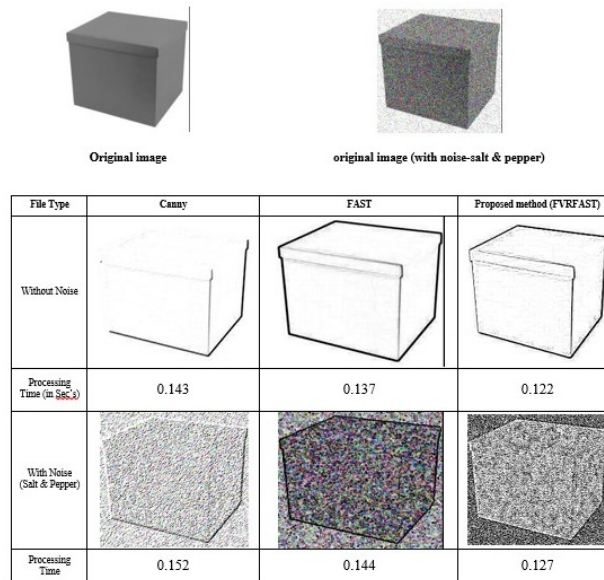 Original image
original image (with noise-salt & pepper)
File Type
Canny
FAST
Proposed method (FVRFAST)
Without Noise
Processing
Time (in Sec's)
0.143
0.137
0.122
With Noise
(Salt & Pepper)
Processing
Time
0.152
0.144
0.127